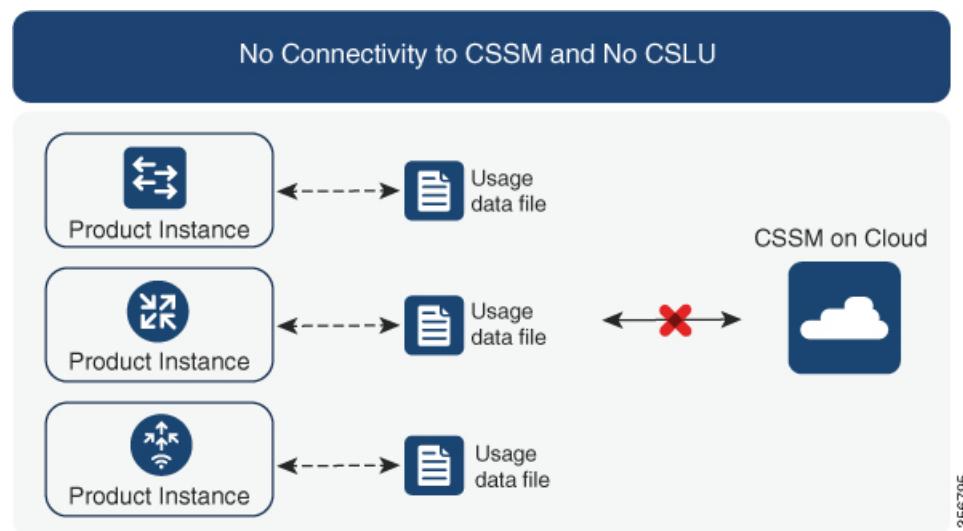 No Connectivity to CSSM and No CSLU
Product Instance
Usage
data file
Product Instance
Usage
data file
CSSM on Cloud
Product Instance
Usage
data file